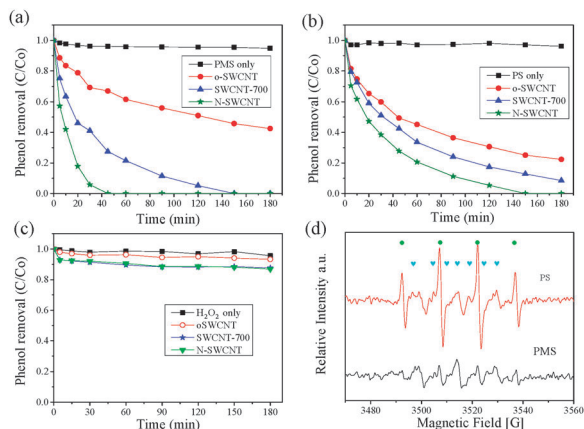 (a)
Phenol removal (C/Co)
1.0
0.8
0.6
0.4
0.2
0.0
PMS only
o-SWCNT
SWCNT-700
N-SWCNT
0 20 40 60 80 100 120 140 160 180
Time (min)
(b)
Phenol removal (C/Co)
1.0
0.8
0.6
0.4
0.2
0.0
PS only
o-SWCNT
SWCNT-700
N-SWCNT
0 20 40 60 80 100 120 140 160 180
Time (min)
(c)
Phenol removal (C/Co)
1.0
0.8
0.6
0.4
0.2
0.0
H₂O₂ only
oSWCNT
SWCNT-700
N-SWCNT
0 30 60 90 120 150 180
Time (min)
(d)
Relative Intensity a.u.
PS
PMS
3480 3500 3520 3540 3560
Magnetic Field [G]